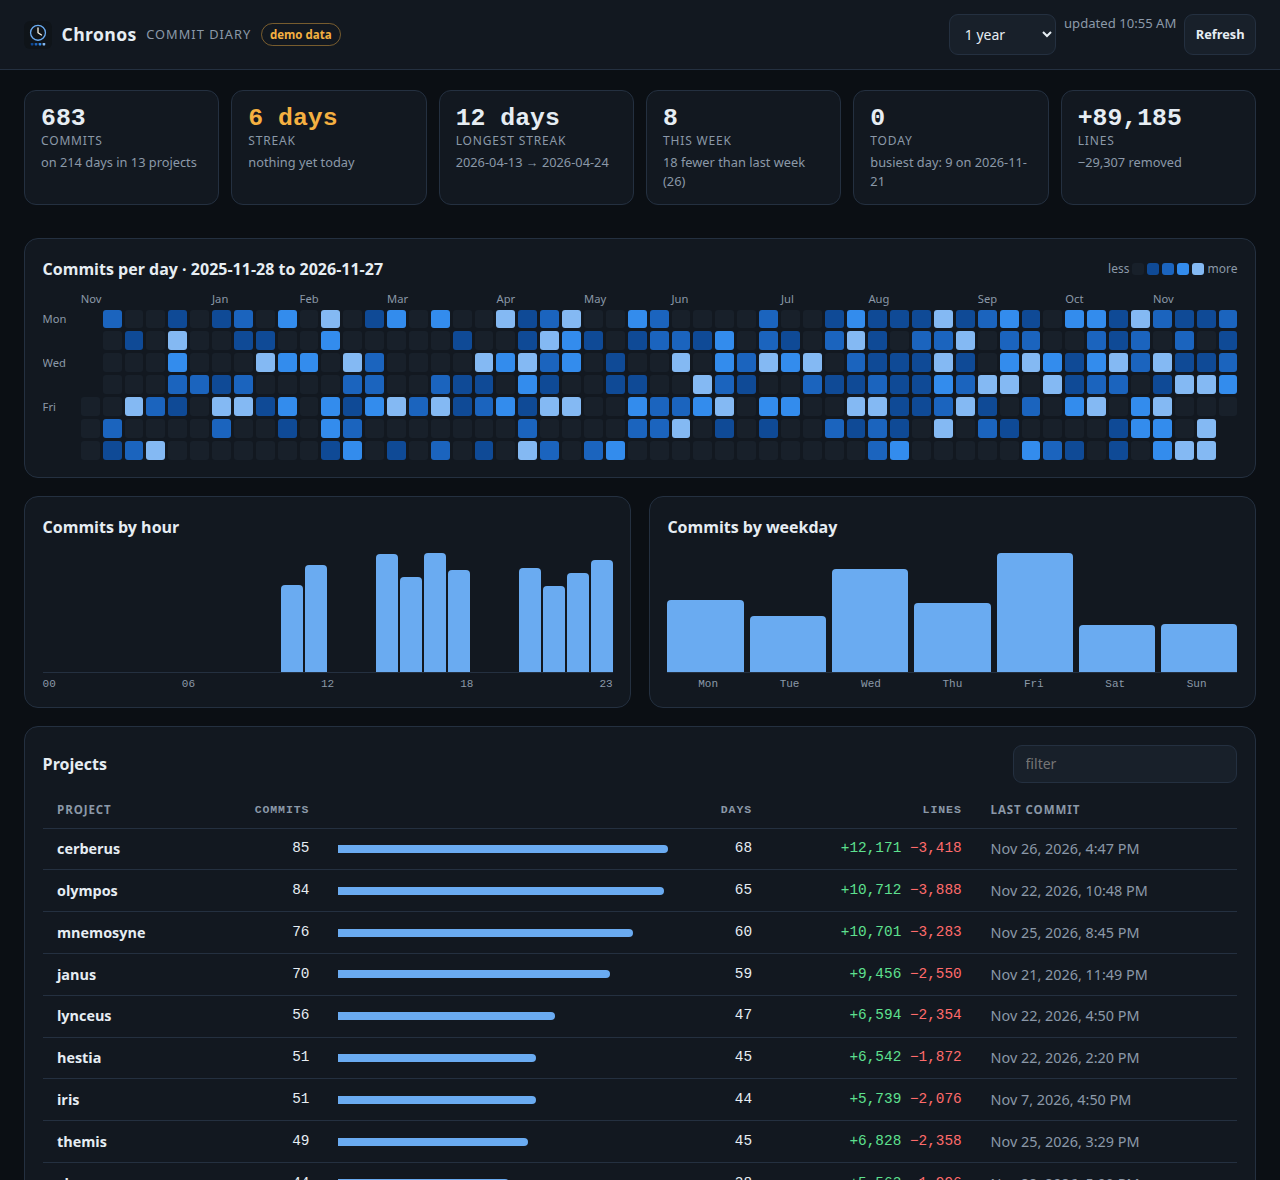 Chronos COMMIT DIARY demo data
1 year updated 10:55 AM Refresh
683
COMMITS
on 214 days in 13 projects
6 days
STREAK
nothing yet today
12 days
LONGEST STREAK
2026-04-13 → 2026-04-24
8
THIS WEEK
18 fewer than last week
(26)
0
TODAY
busiest day: 9 on 2026-11-
21
+89,185
LINES
−29,307 removed
Commits per day · 2025-11-28 to 2026-11-27
less more
Nov Jan Feb Mar Apr May Jun Jul Aug Sep Oct Nov
Mon
Wed
Fri
Commits by hour
00 06 12 18 23
Commits by weekday
Mon Tue Wed Thu Fri Sat Sun
Projects
filter
PROJECT COMMITS DAYS LINES LAST COMMIT
cerberus 85 68 +12,171 −3,418 Nov 26, 2026, 4:47 PM
olympos 84 65 +10,712 −3,888 Nov 22, 2026, 10:48 PM
mnemosyne 76 60 +10,701 −3,283 Nov 25, 2026, 8:45 PM
janus 70 59 +9,456 −2,550 Nov 21, 2026, 11:49 PM
lynceus 56 47 +6,594 −2,354 Nov 22, 2026, 4:50 PM
hestia 51 45 +6,542 −1,872 Nov 22, 2026, 2:20 PM
iris 51 44 +5,739 −2,076 Nov 7, 2026, 4:50 PM
themis 49 45 +6,828 −2,358 Nov 25, 2026, 3:29 PM